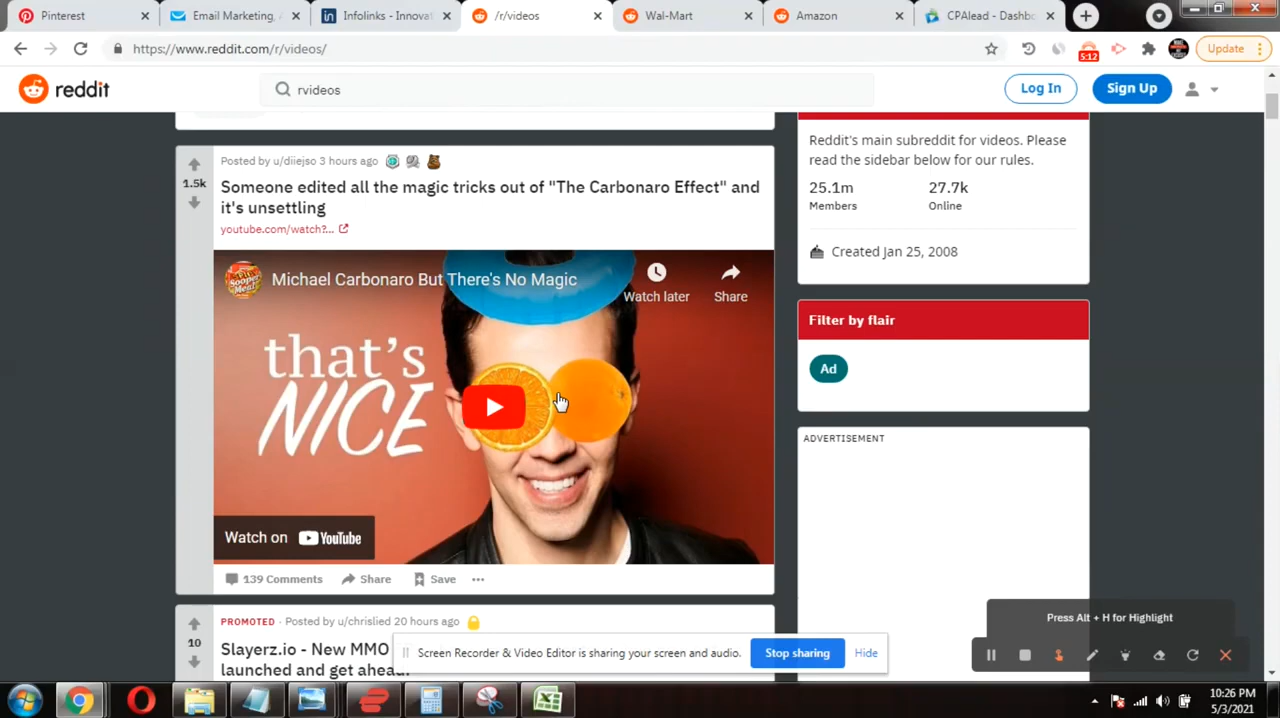 Pinterest
Email Marketing,
Infolinks - Innovat
/r/videos
Wal-Mart
Amazon
CPAlead - Dashbo
https://www.reddit.com/r/videos/
5:12
Update
reddit
rvideos
Log In
Sign Up
Reddit's main subreddit for videos. Please
read the sidebar below for our rules.
25.1m
27.7k
Members
Online
Created Jan 25, 2008
Filter by flair
Ad
ADVERTISEMENT
Posted by u/diiejso 3 hours ago
1.5k
Someone edited all the magic tricks out of "The Carbonaro Effect" and
it's unsettling
youtube.com/watch?...
Michael Carbonaro But There's No Magic
Watch later
Share
that's
NICE
Watch on YouTube
139 Comments
Share
Save
PROMOTED · Posted by u/chrislied 20 hours ago
10
Slayerz.io - New MMO
launched and get ahead
Screen Recorder & Video Editor is sharing your screen and audio.
Stop sharing
Hide
Press Alt + H for Highlight
10:26 PM
5/3/2021